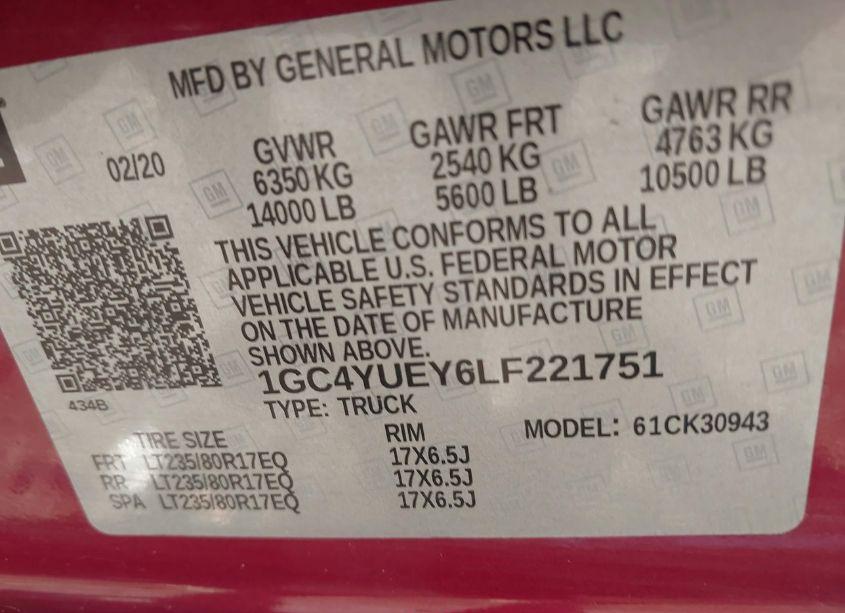 MFD BY GENERAL MOTORS LLC
02/20
GVWR
6350 KG
14000 LB
GAWR FRT
2540 KG
5600 LB
GAWR RR
4763 KG
10500 LB
THIS VEHICLE CONFORMS TO ALL
APPLICABLE U.S. FEDERAL MOTOR
VEHICLE SAFETY STANDARDS IN EFFECT
ON THE DATE OF MANUFACTURE
SHOWN ABOVE.
1GC4YUEY6LF221751
434B
TYPE: TRUCK
MODEL: 61CK30943
TIRE SIZE RIM
FRT LT235/80R17EQ 17X6.5J
RR LT235/80R17EQ 17X6.5J
SPA LT235/80R17EQ 17X6.5J